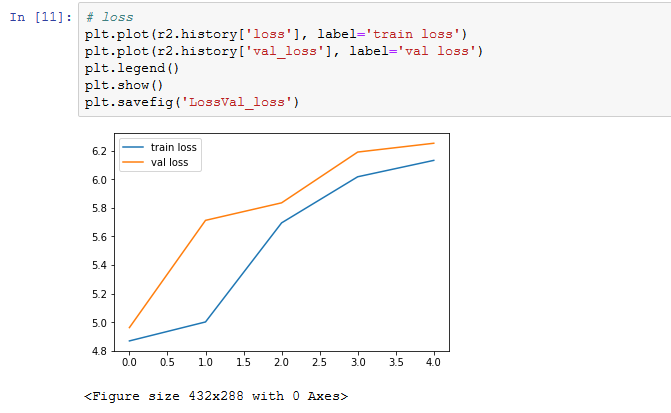 In [11]: # loss
plt.plot(r2.history['loss'], label='train loss')
plt.plot(r2.history['val_loss'], label='val loss')
plt.legend()
plt.show()
plt.savefig('LossVal_loss')
train loss
val loss
6.2
6.0
5.8
5.6
5.4
5.2
5.0
4.8
0.0 0.5 1.0 1.5 2.0 2.5 3.0 3.5 4.0
<Figure size 432x288 with 0 Axes>